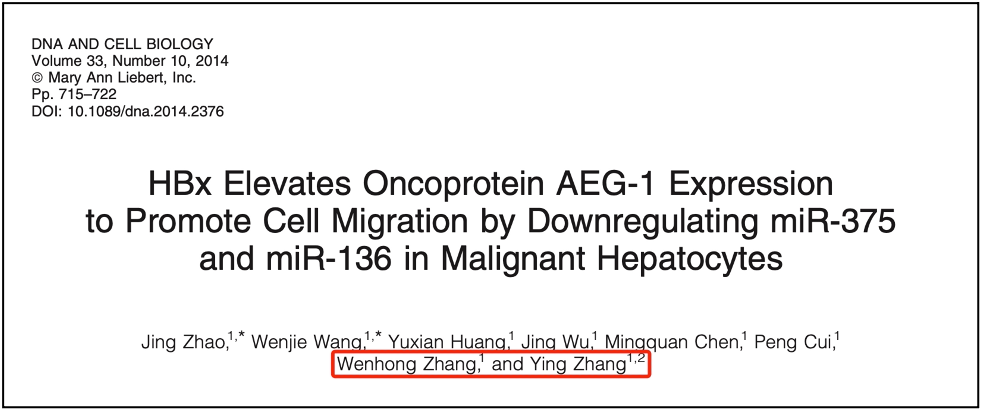 DNA AND CELL BIOLOGY
Volume 33, Number 10, 2014
© Mary Ann Liebert, Inc.
Pp. 715–722
DOI: 10.1089/dna.2014.2376
HBx Elevates Oncoprotein AEG-1 Expression
to Promote Cell Migration by Downregulating miR-375
and miR-136 in Malignant Hepatocytes
Jing Zhao,1,* Wenjie Wang,1,* Yuxian Huang,1 Jing Wu,1 Mingquan Chen,1 Peng Cui,1
Wenhong Zhang,1 and Ying Zhang1,2